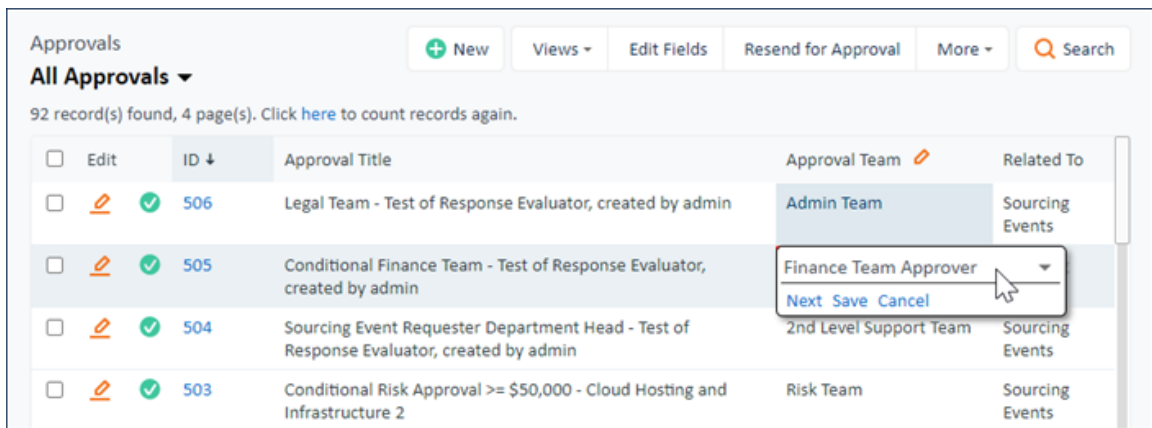 Approvals
New Views Edit Fields Resend for Approval More Search
All Approvals
92 record(s) found, 4 page(s). Click here to count records again.
Edit ID Approval Title Approval Team Related To
506 Legal Team - Test of Response Evaluator, created by admin Admin Team Sourcing
Events
505 Conditional Finance Team - Test of Response Evaluator, Finance Team Approver
created by admin
Next Save Cancel
504 Sourcing Event Requester Department Head - Test of 2nd Level Support Team Sourcing
Response Evaluator, created by admin Events
503 Conditional Risk Approval >= $50,000 - Cloud Hosting and Risk Team Sourcing
Infrastructure 2 Events